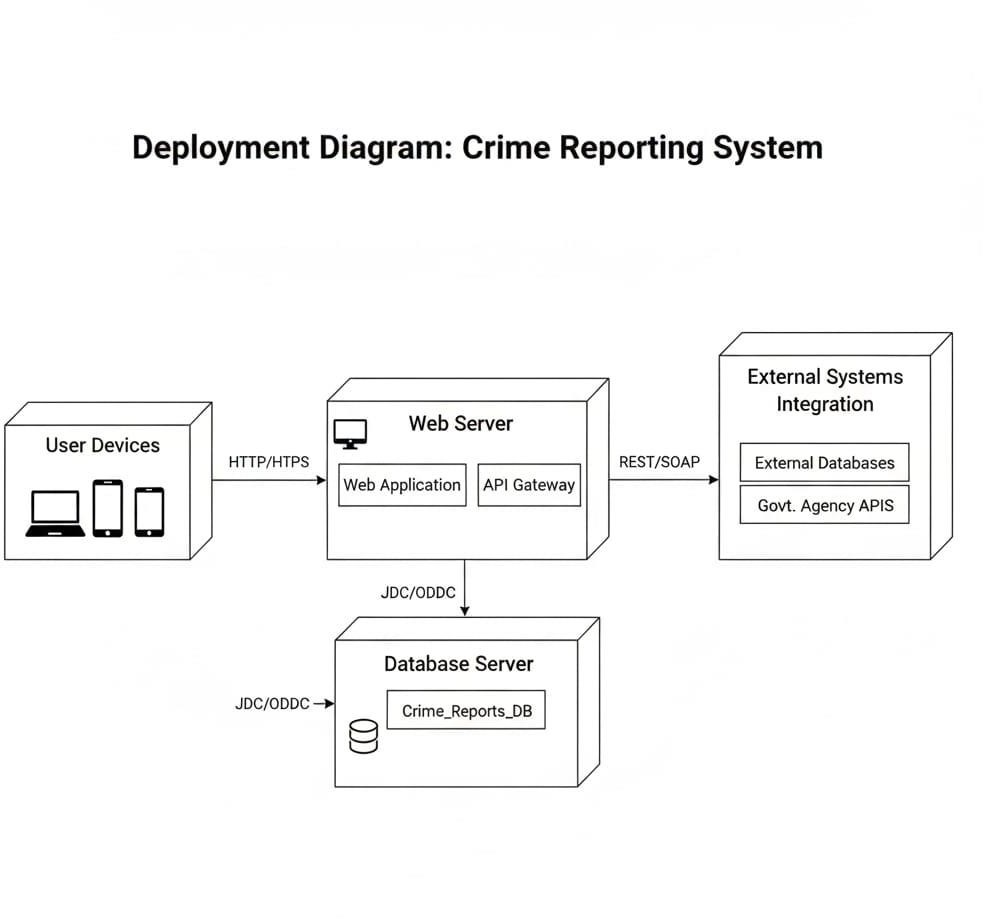 Deployment Diagram: Crime Reporting System
User Devices
HTTP/HTPS
Web Server
Web Application
API Gateway
REST/SOAP
External Systems
Integration
External Databases
Govt. Agency APIS
JDC/ODDC
Database Server
JDC/ODDC
Crime_Reports_DB